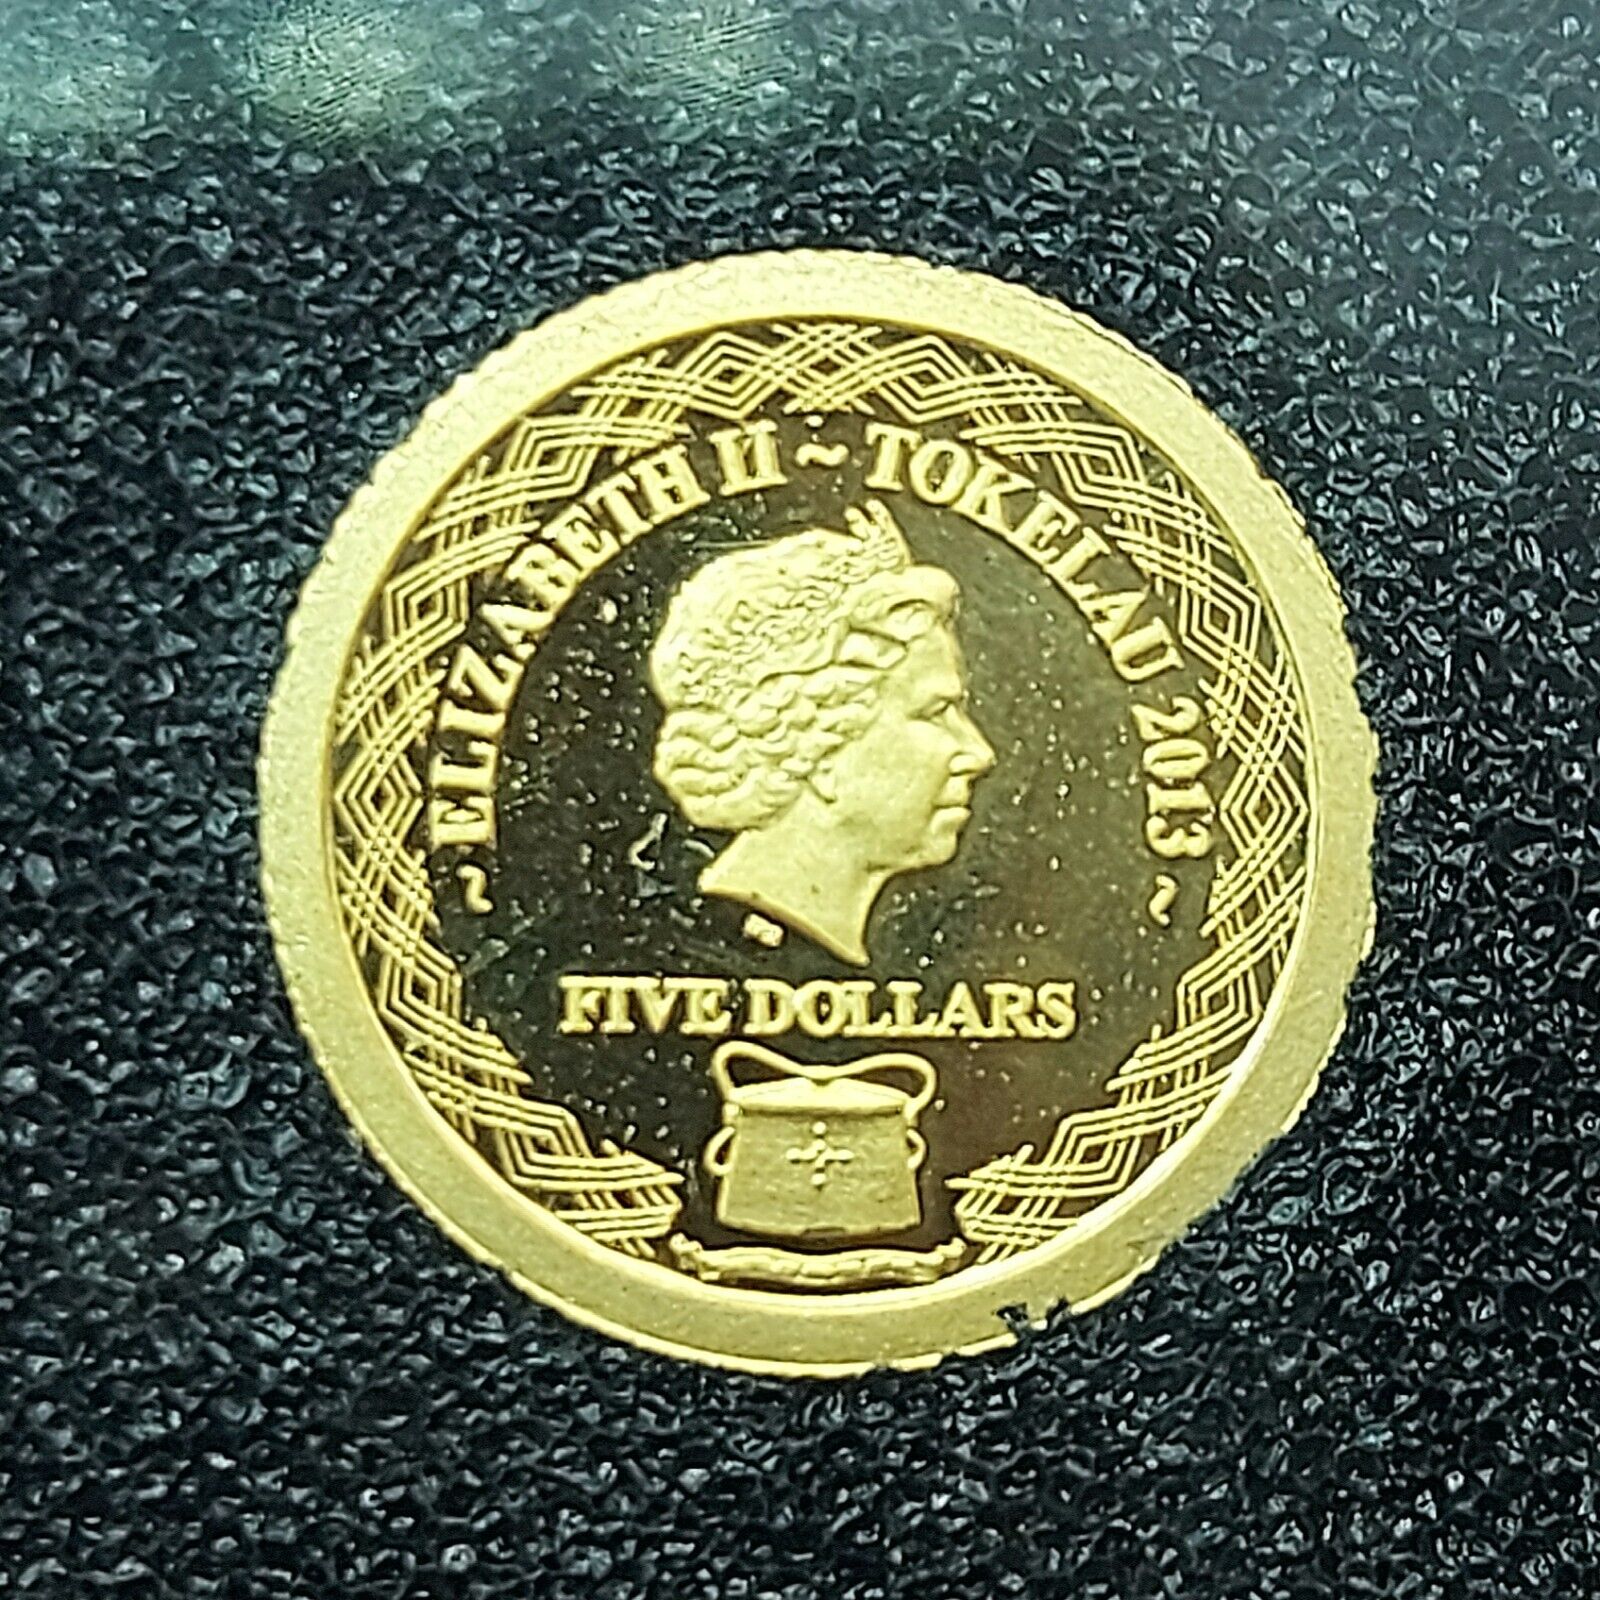 ~ ELIZABETH II ~ TOKELAU 2013 ~
FIVE DOLLARS